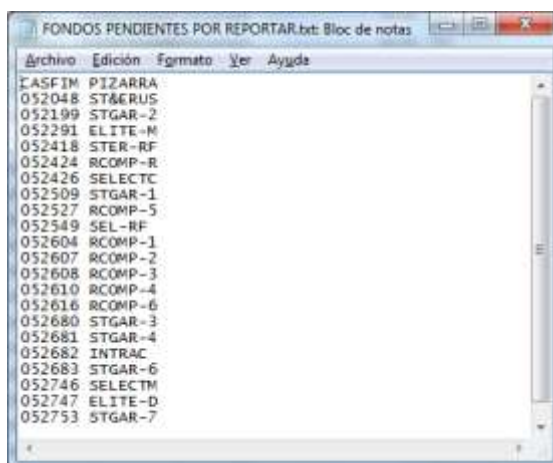 FONDOS PENDIENTES POR REPORTAR.txt: Bloc de notas
Archivo Edición Formato Ver Ayuda
CASFIM PIZARRA
052048 ST&ERUS
052199 STGAR-2
052291 ELITE-M
052418 STER-RF
052424 RCOMP-R
052426 SELECTC
052509 STGAR-1
052527 RCOMP-5
052549 SEL-RF
052604 RCOMP-1
052607 RCOMP-2
052608 RCOMP-3
052610 RCOMP-4
052616 RCOMP-6
052680 STGAR-3
052681 STGAR-4
052682 INTRAC
052683 STGAR-6
052746 SELECTM
052747 ELITE-D
052753 STGAR-7